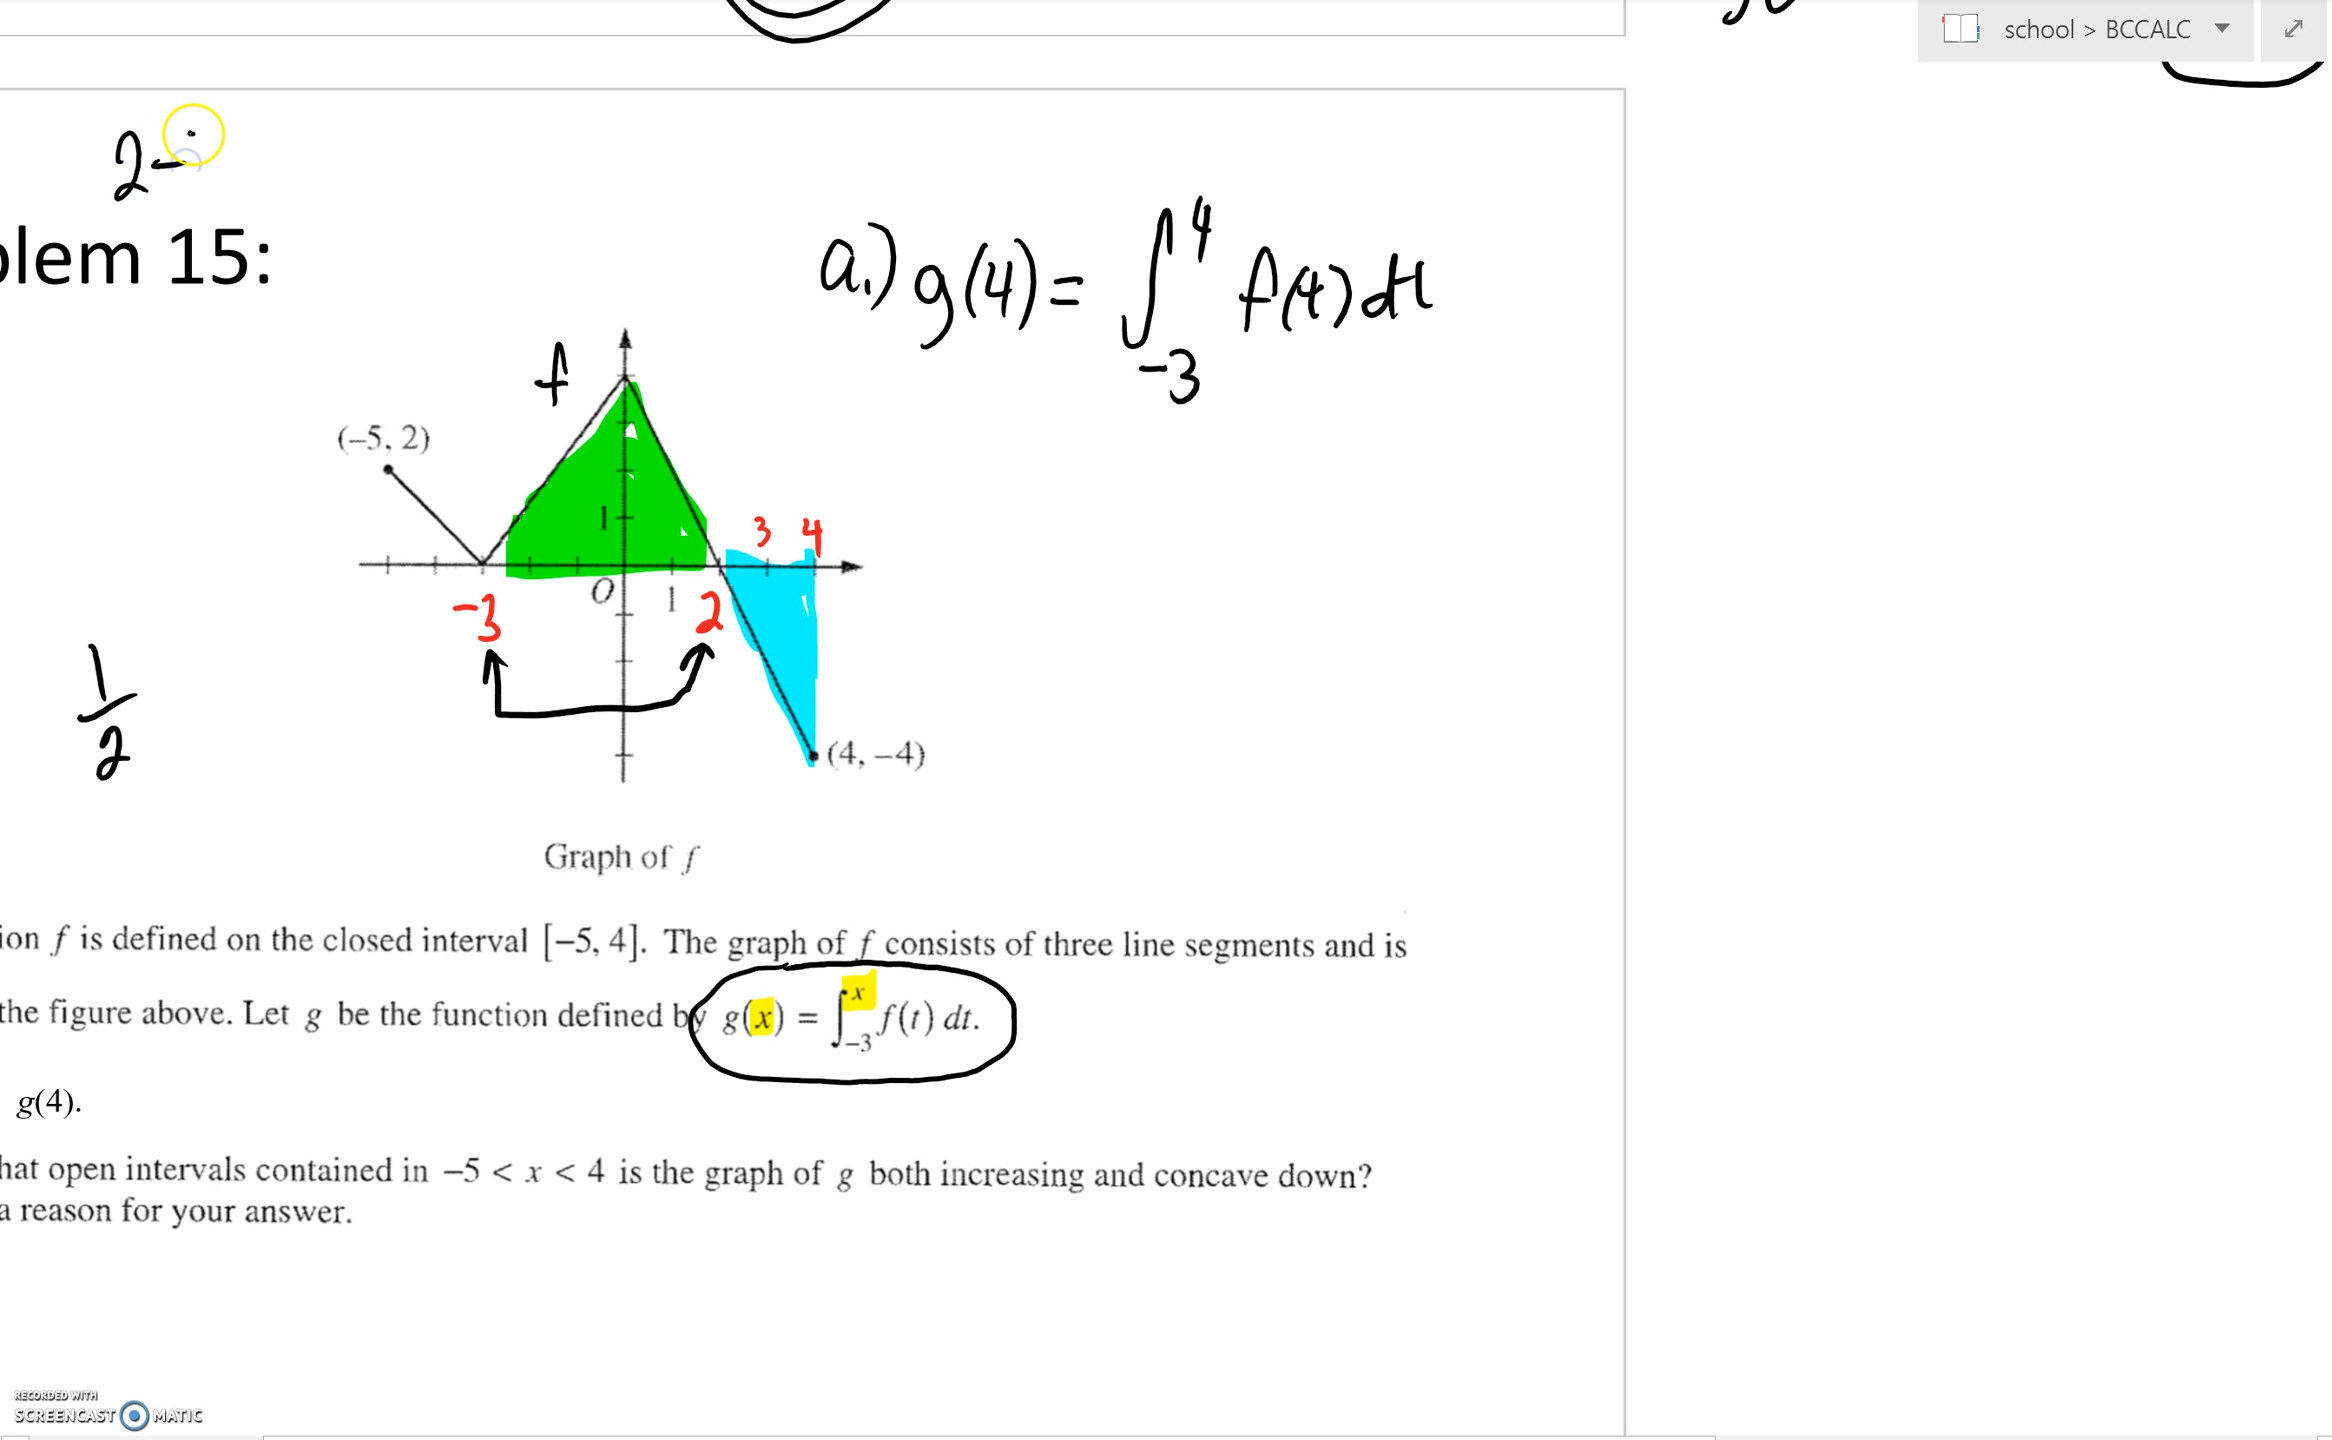 school > BCCALC
2-
blem 15:
a.) g(4) = ∫₋₃⁴ f(4) dt
f
(–5, 2)
1
3 4
O 1
-3 2
1/2
(4, –4)
Graph of f
ion f is defined on the closed interval [–5, 4]. The graph of f consists of three line segments and is
the figure above. Let g be the function defined by g(x) = ∫₋₃ˣ f(t) dt.
g(4).
hat open intervals contained in –5 < x < 4 is the graph of g both increasing and concave down?
a reason for your answer.
RECORDED WITH
SCREENCAST MATIC